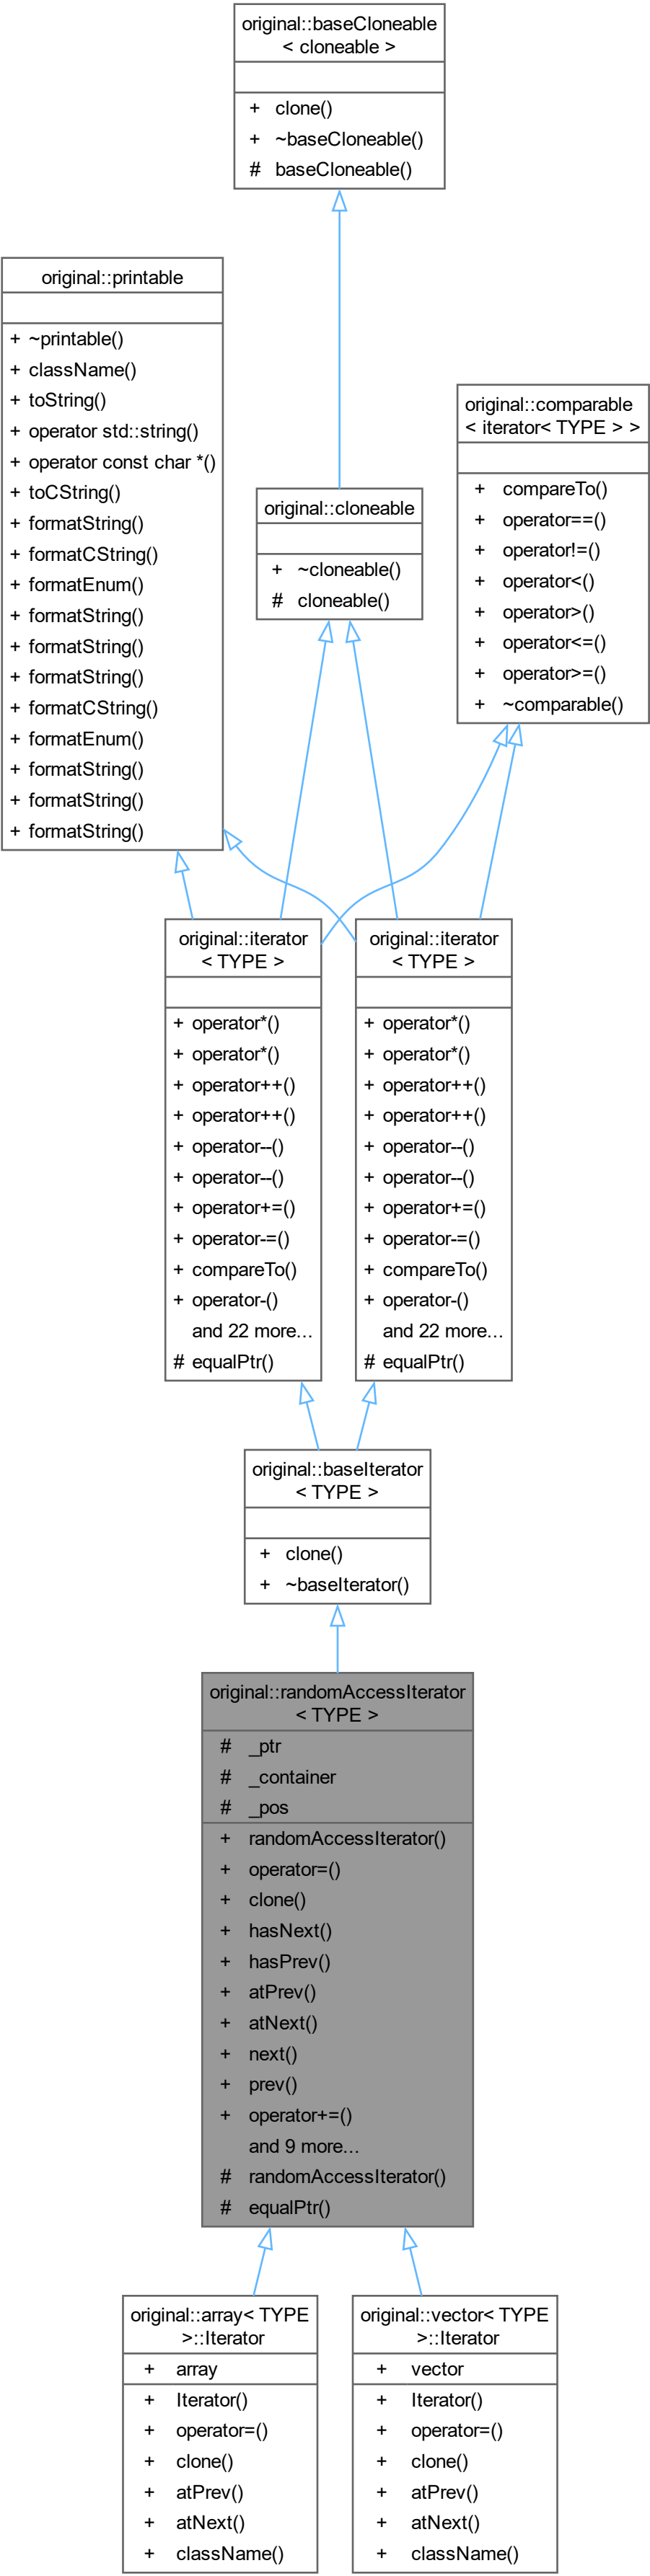 original::baseCloneable
< cloneable >
+ clone()
+ ~baseCloneable()
# baseCloneable()
original::printable
+ ~printable()
+ className()
+ toString()
+ operator std::string()
+ operator const char *()
+ toCString()
+ formatString()
+ formatCString()
+ formatEnum()
+ formatString()
+ formatString()
+ formatString()
+ formatCString()
+ formatEnum()
+ formatString()
+ formatString()
+ formatString()
original::cloneable
+ ~cloneable()
# cloneable()
original::comparable
< iterator< TYPE > >
+ compareTo()
+ operator==()
+ operator!=()
+ operator<()
+ operator>()
+ operator<=()
+ operator>=()
+ ~comparable()
original::iterator
< TYPE >
+ operator*()
+ operator*()
+ operator++()
+ operator++()
+ operator--()
+ operator--()
+ operator+=()
+ operator-=()
+ compareTo()
+ operator-()
and 22 more...
# equalPtr()
original::iterator
< TYPE >
+ operator*()
+ operator*()
+ operator++()
+ operator++()
+ operator--()
+ operator--()
+ operator+=()
+ operator-=()
+ compareTo()
+ operator-()
and 22 more...
# equalPtr()
original::baseIterator
< TYPE >
+ clone()
+ ~baseIterator()
original::randomAccessIterator
< TYPE >
# _ptr
# _container
# _pos
+ randomAccessIterator()
+ operator=()
+ clone()
+ hasNext()
+ hasPrev()
+ atPrev()
+ atNext()
+ next()
+ prev()
+ operator+=()
and 9 more...
# randomAccessIterator()
# equalPtr()
original::array< TYPE
>::Iterator
+ array
+ Iterator()
+ operator=()
+ clone()
+ atPrev()
+ atNext()
+ className()
original::vector< TYPE
>::Iterator
+ vector
+ Iterator()
+ operator=()
+ clone()
+ atPrev()
+ atNext()
+ className()